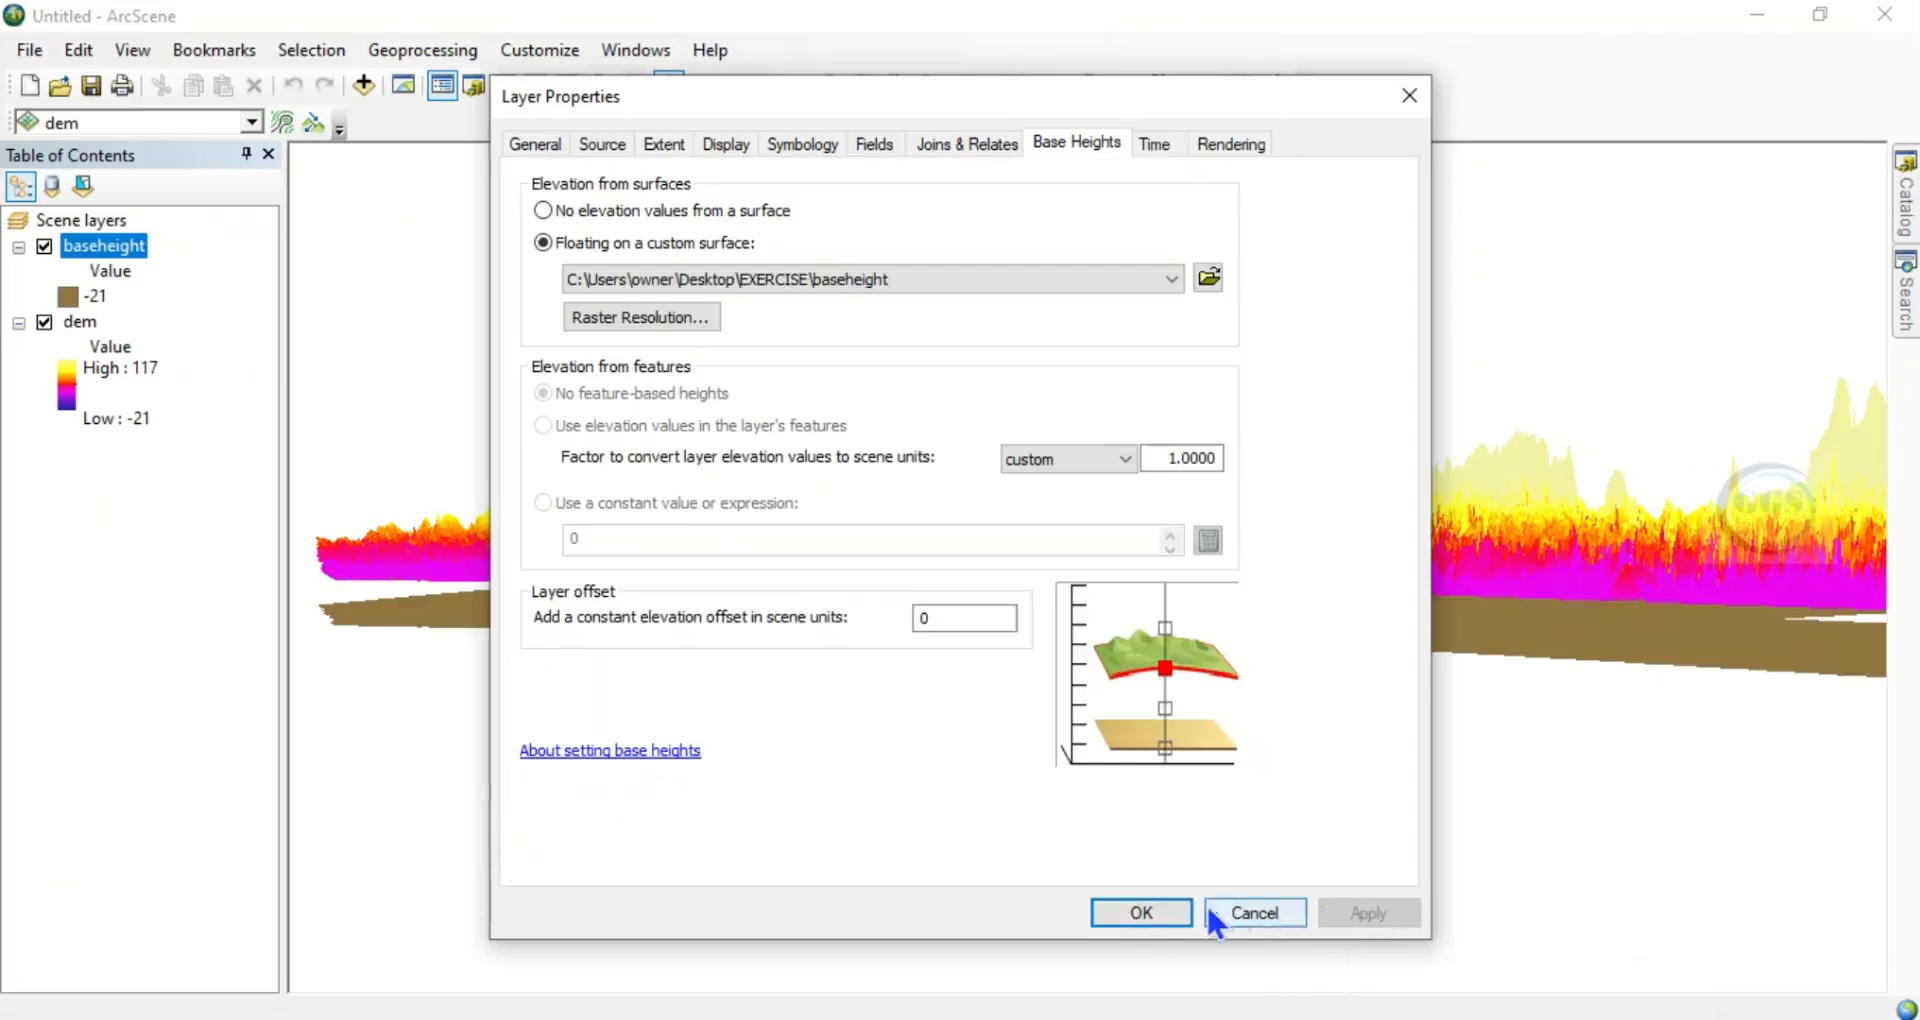 Untitled - ArcScene
File Edit View Bookmarks Selection Geoprocessing Customize Windows Help
dem
Table of Contents
Scene layers
baseheight
Value
-21
dem
Value
High : 117
Low : -21
Layer Properties
General Source Extent Display Symbology Fields Joins & Relates Base Heights Time Rendering
Elevation from surfaces
No elevation values from a surface
Floating on a custom surface:
C:\Users\owner\Desktop\EXERCISE\baseheight
Raster Resolution...
Elevation from features
No feature-based heights
Use elevation values in the layer's features
Factor to convert layer elevation values to scene units: custom 1.0000
Use a constant value or expression:
0
Layer offset
Add a constant elevation offset in scene units: 0
About setting base heights
OK Cancel Apply
Catalog
Search